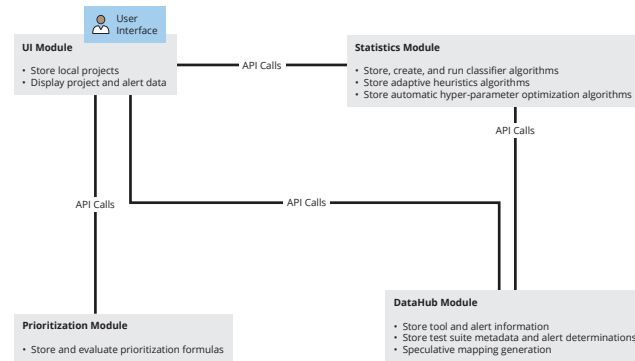 User
Interface
UI Module
• Store local projects
• Display project and alert data
API Calls
Statistics Module
• Store, create, and run classifier algorithms
• Store adaptive heuristics algorithms
• Store automatic hyper-parameter optimization algorithms
API Calls
API Calls
API Calls
Prioritization Module
• Store and evaluate prioritization formulas
DataHub Module
• Store tool and alert information
• Store test suite metadata and alert determinations
• Speculative mapping generation